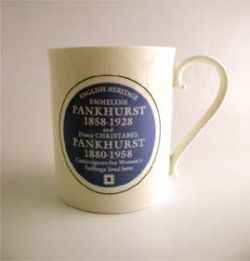 ENGLISH HERITAGE
EMMELINE
PANKHURST
1858-1928
and
Dame CHRISTABEL
PANKHURST
1880-1958
Campaigners for Women's
Suffrage lived here